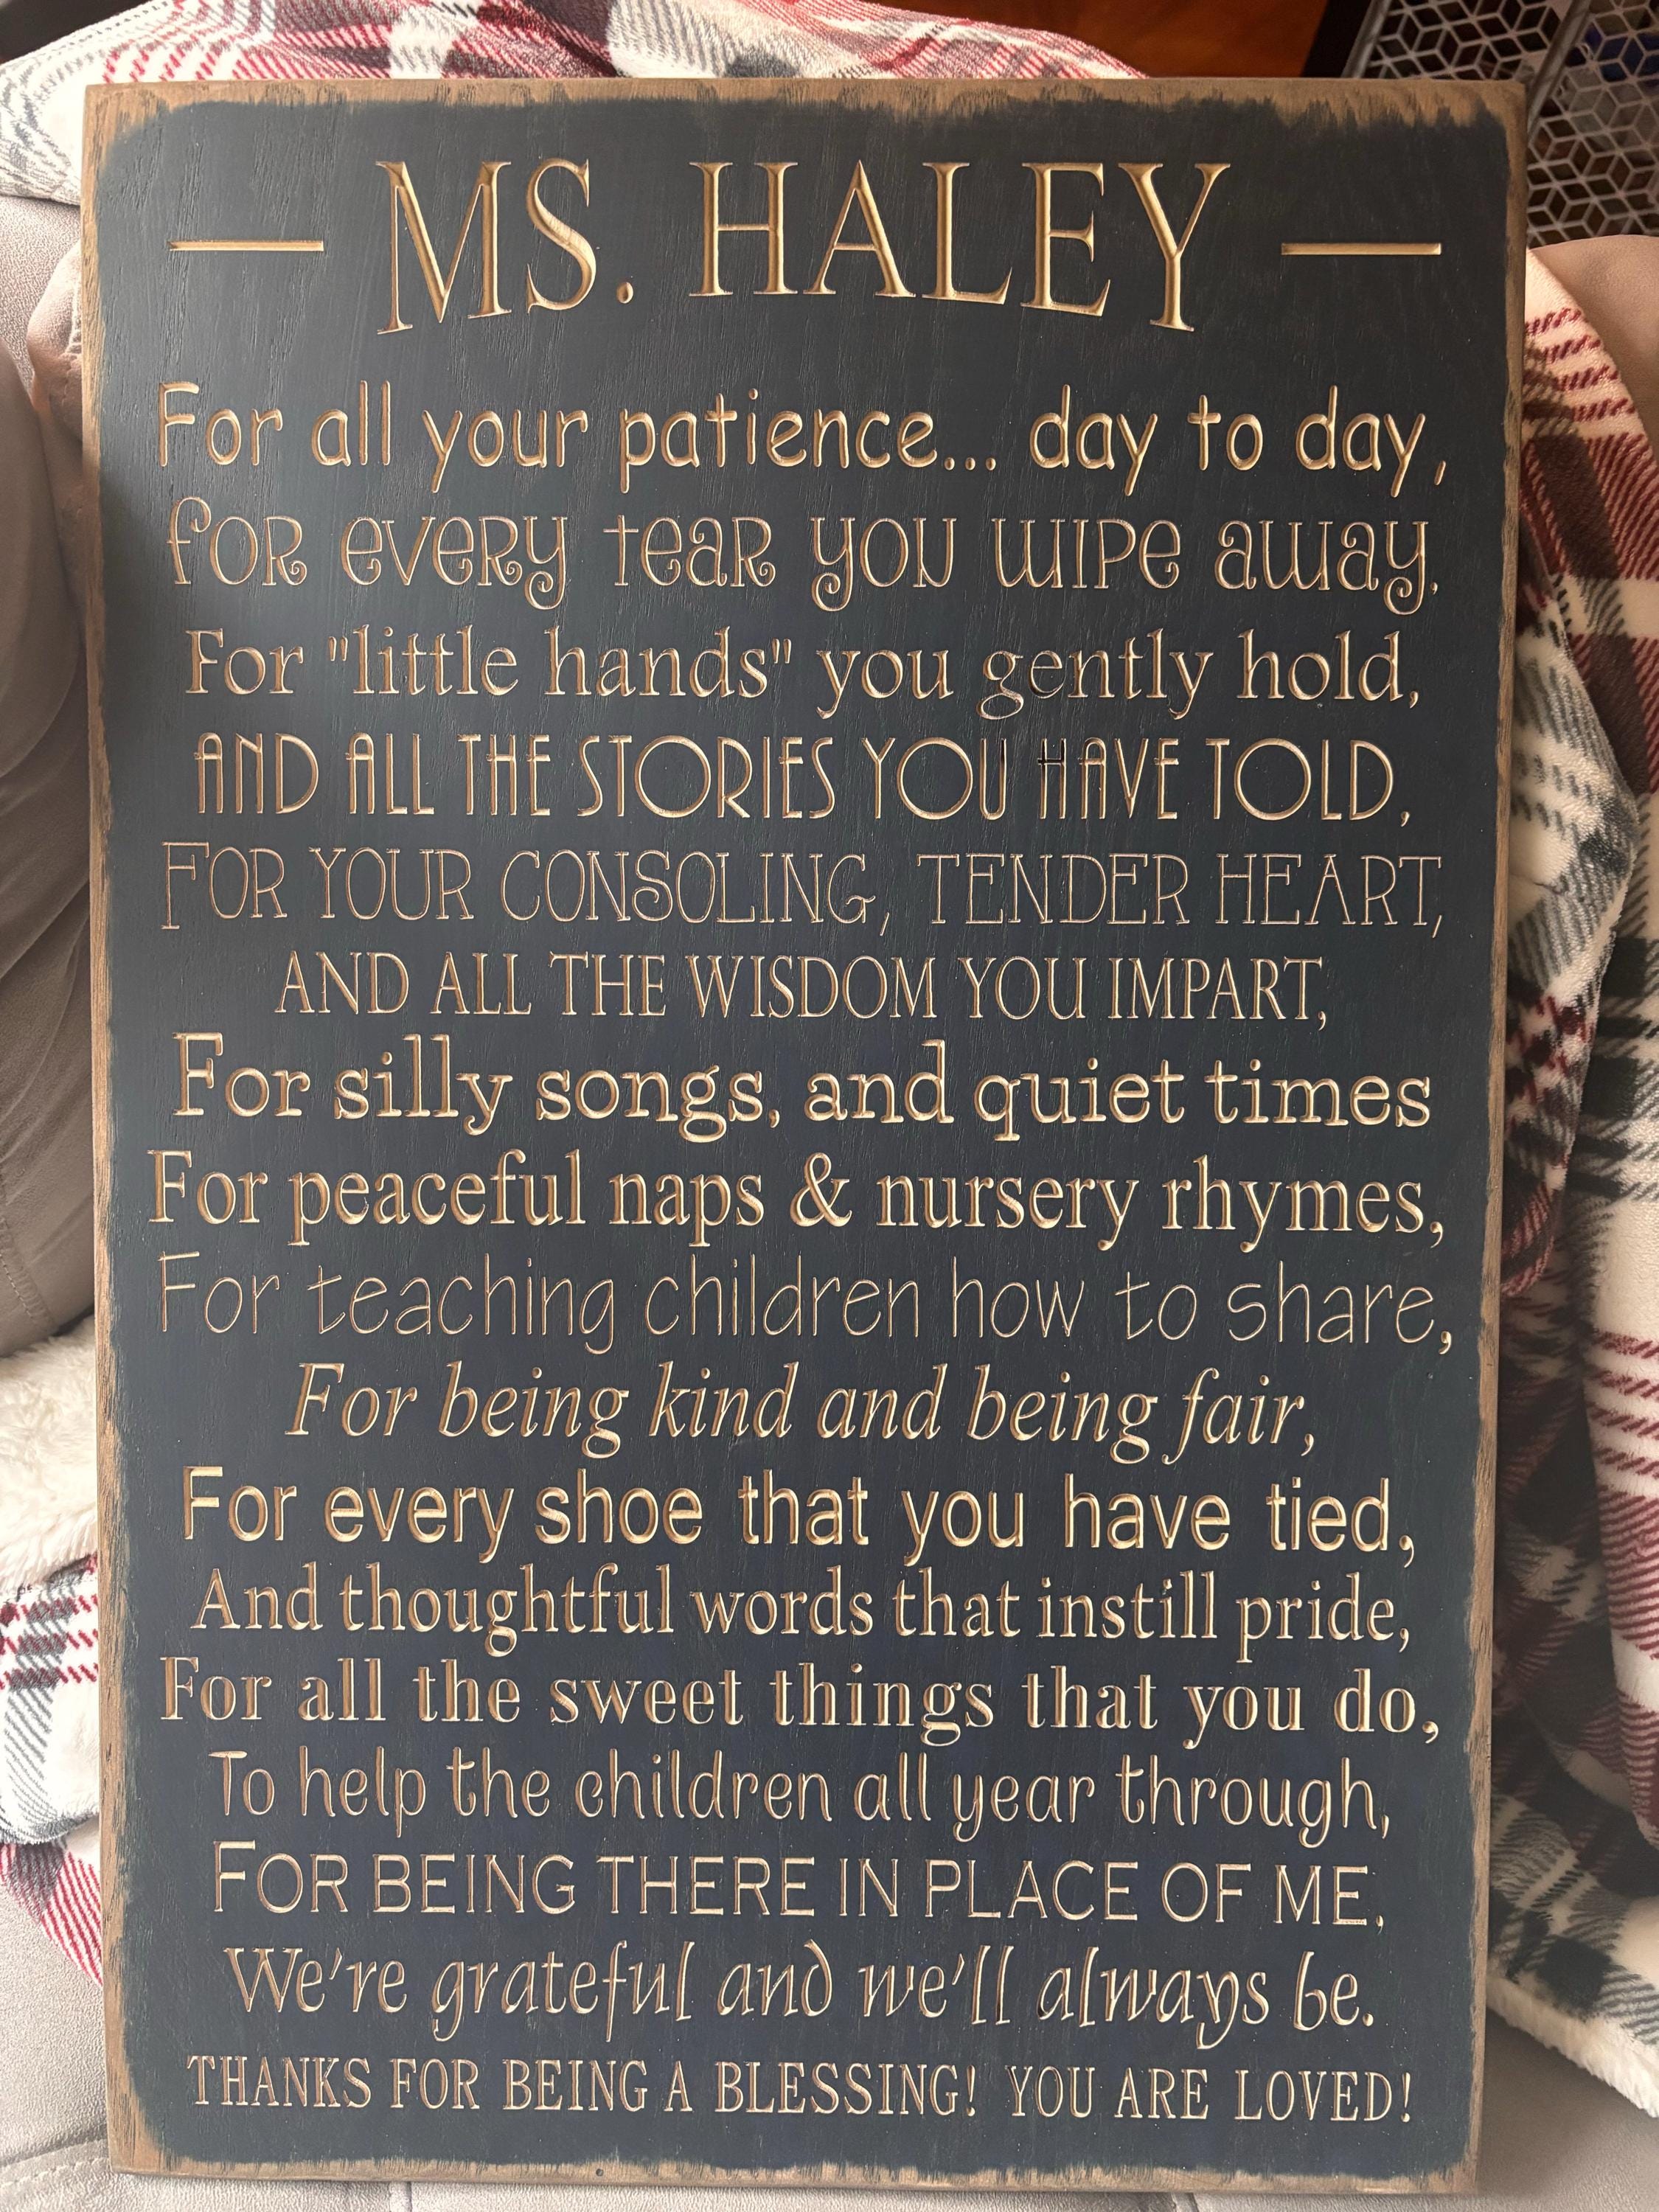 — MS. HALEY —
For all your patience... day to day,
for every tear you wipe away.
For "little hands" you gently hold,
AND ALL THE STORIES YOU HAVE TOLD,
FOR YOUR CONSOLING, TENDER HEART,
AND ALL THE WISDOM YOU IMPART,
For silly songs, and quiet times
For peaceful naps & nursery rhymes,
For teaching children how to share,
For being kind and being fair,
For every shoe that you have tied,
And thoughtful words that instill pride,
For all the sweet things that you do,
To help the children all year through,
FOR BEING THERE IN PLACE OF ME,
We're grateful and we'll always be.
THANKS FOR BEING A BLESSING! YOU ARE LOVED!